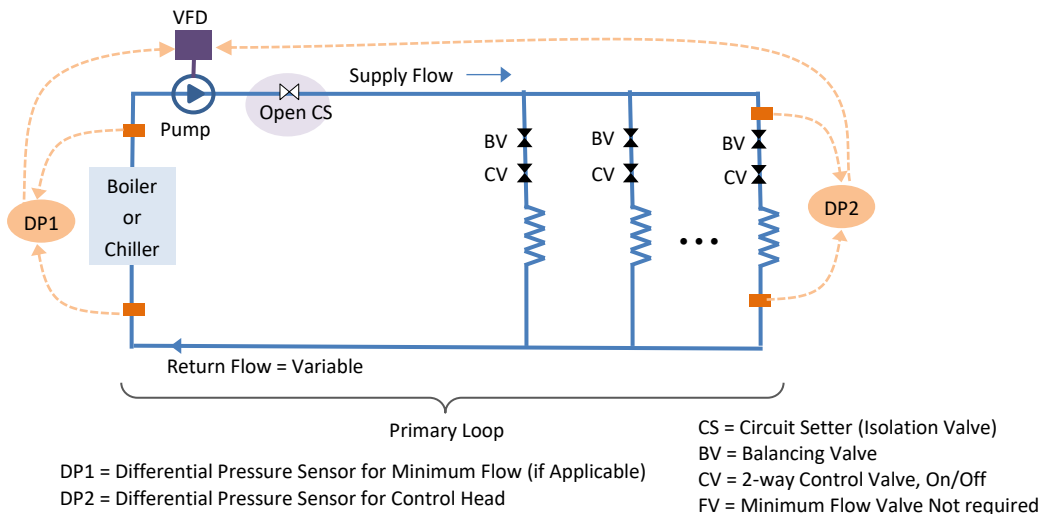 VFD
Supply Flow
Open CS
Pump
BV
BV
BV
CV
CV
CV
Boiler
or
Chiller
DP1
DP2
Return Flow = Variable
Primary Loop
CS = Circuit Setter (Isolation Valve)
BV = Balancing Valve
CV = 2-way Control Valve, On/Off
FV = Minimum Flow Valve Not required
DP1 = Differential Pressure Sensor for Minimum Flow (if Applicable)
DP2 = Differential Pressure Sensor for Control Head